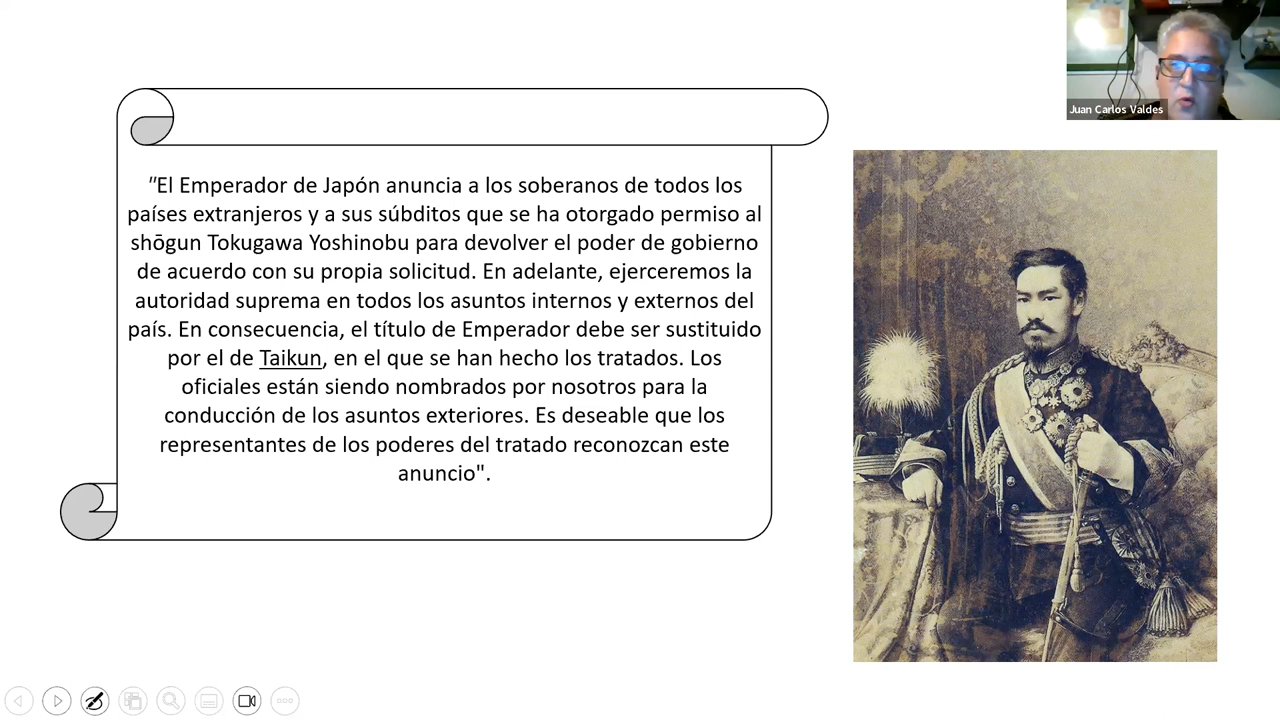 Juan Carlos Valdes
"El Emperador de Japón anuncia a los soberanos de todos los
países extranjeros y a sus súbditos que se ha otorgado permiso al
shōgun Tokugawa Yoshinobu para devolver el poder de gobierno
de acuerdo con su propia solicitud. En adelante, ejerceremos la
autoridad suprema en todos los asuntos internos y externos del
país. En consecuencia, el título de Emperador debe ser sustituido
por el de Taikun, en el que se han hecho los tratados. Los
oficiales están siendo nombrados por nosotros para la
conducción de los asuntos exteriores. Es deseable que los
representantes de los poderes del tratado reconozcan este
anuncio".